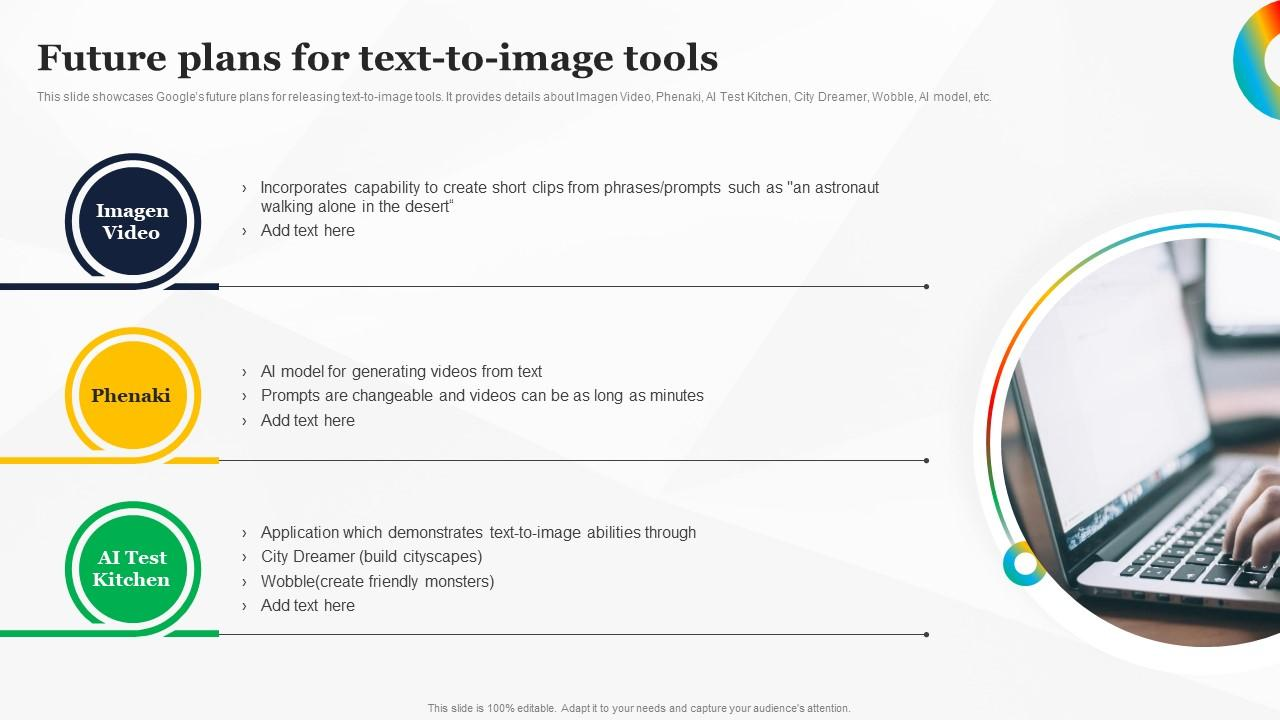 Future plans for text-to-image tools
This slide showcases Google's future plans for releasing text-to-image tools. It provides details about Imagen Video, Phenaki, AI Test Kitchen, City Dreamer, Wobble, AI model, etc.
Imagen
Video
› Incorporates capability to create short clips from phrases/prompts such as "an astronaut
walking alone in the desert“
› Add text here
Phenaki
› AI model for generating videos from text
› Prompts are changeable and videos can be as long as minutes
› Add text here
AI Test
Kitchen
› Application which demonstrates text-to-image abilities through
› City Dreamer (build cityscapes)
› Wobble(create friendly monsters)
› Add text here
This slide is 100% editable. Adapt it to your needs and capture your audience's attention.